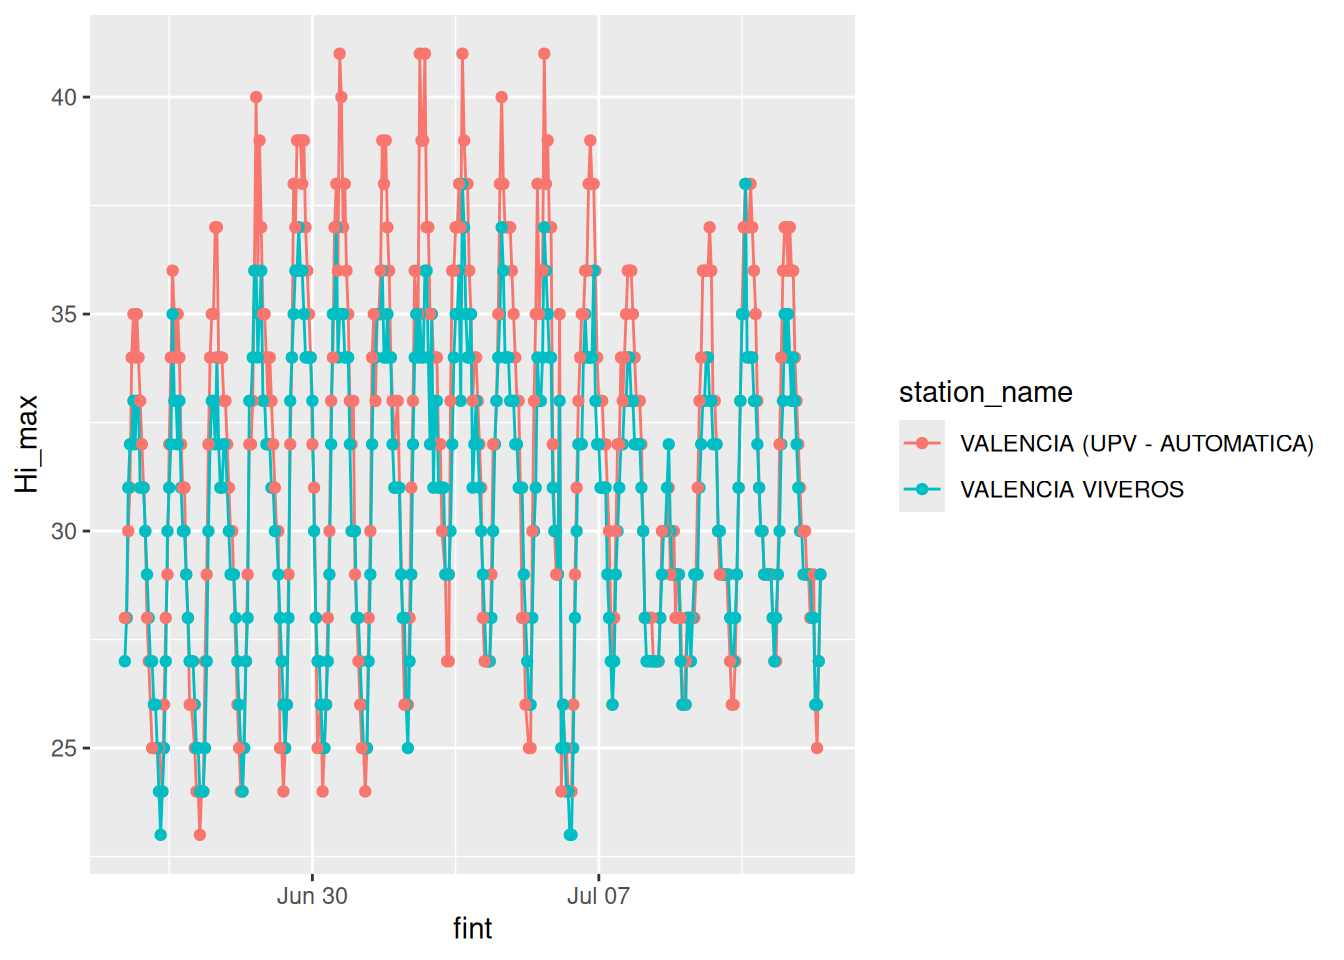 40
35
30
25
Hi_max
Jun 30
Jul 07
fint
station_name
VALENCIA (UPV - AUTOMATICA)
VALENCIA VIVEROS